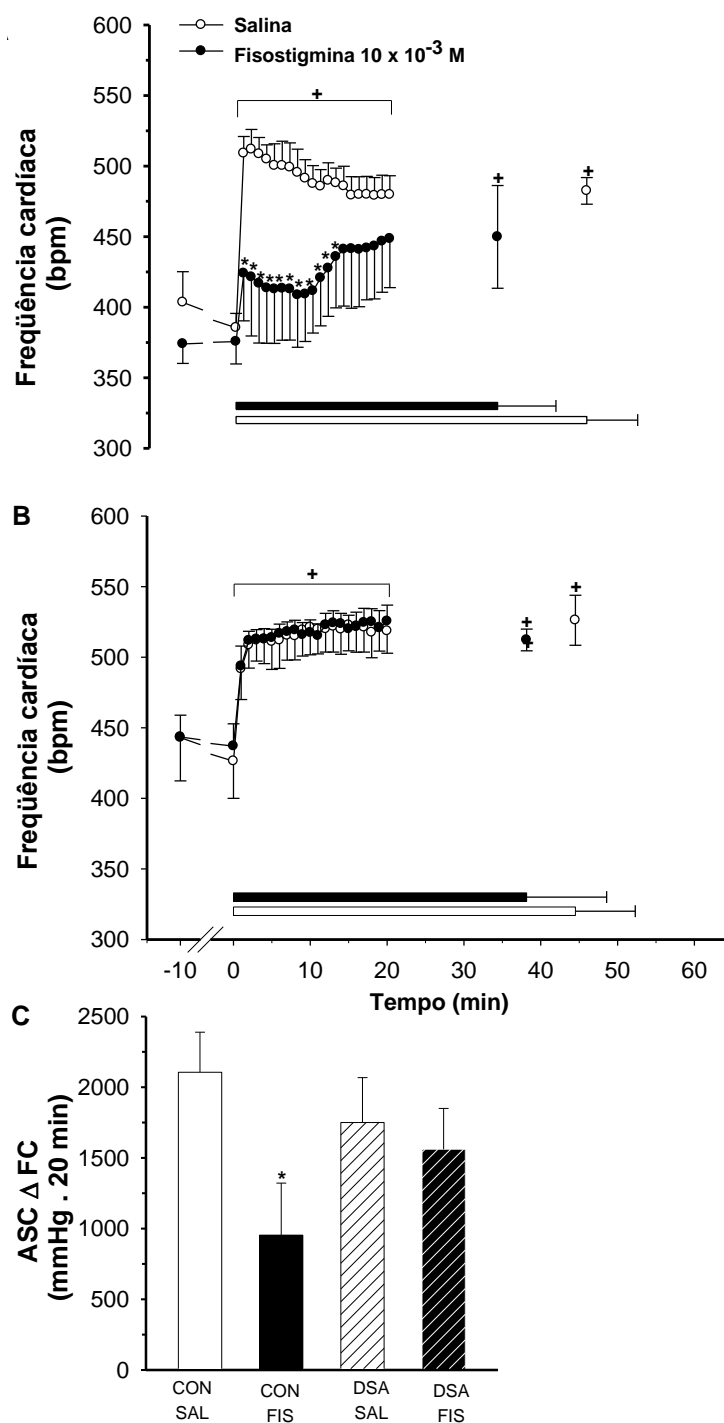 600
Salina
Fisostigmina 10 x 10⁻³ M
+
550
500
+
+
450
* * * * * * * * * * * * *
400
350
300
Freqüência cardíaca
(bpm)
B
600
+
550
+
+
+
500
450
400
350
300
Freqüência cardíaca
(bpm)
-10 0 10 20 30 40 50 60
Tempo (min)
C
2500
2000
1500
*
1000
500
0
ASC Δ FC
(mmHg . 20 min)
CON CON DSA DSA
SAL FIS SAL FIS